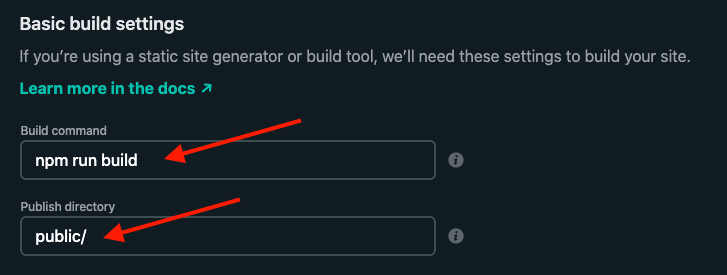 Basic build settings
If you’re using a static site generator or build tool, we’ll need these settings to build your site.
Learn more in the docs ↗
Build command
npm run build
Publish directory
public/